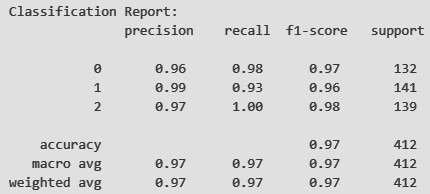 Classification Report:
precision recall f1-score support
0 0.96 0.98 0.97 132
1 0.99 0.93 0.96 141
2 0.97 1.00 0.98 139
accuracy 0.97 412
macro avg 0.97 0.97 0.97 412
weighted avg 0.97 0.97 0.97 412